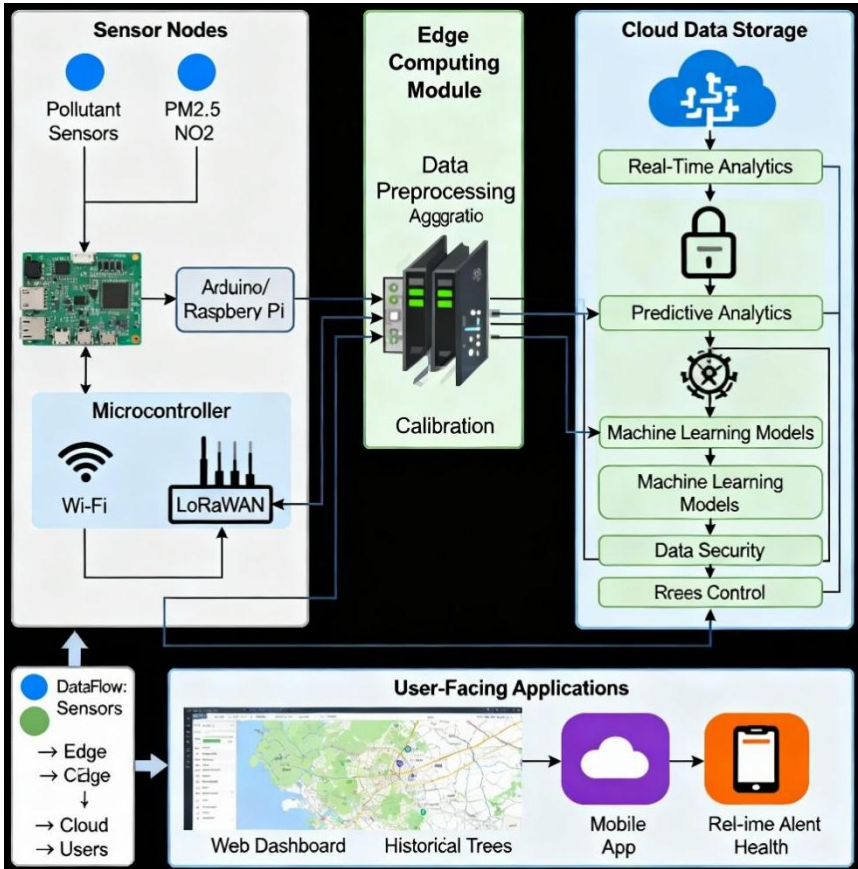 Sensor Nodes
Pollutant
Sensors
PM2.5
NO2
Arduino/
Raspbery Pi
Microcontroller
Wi-Fi
LoRaWAN
Edge
Computing
Module
Data
Preprocessing
Agggratio
Calibration
Cloud Data Storage
Real-Time Analytics
Predictive Analytics
Machine Learning Models
Machine Learning
Models
Data Security
Rrees Control
DataFlow:
Sensors
→ Edge
→ Cdge
↓
→ Cloud
→ Users
User-Facing Applications
Web Dashboard
Historical Trees
Mobile
App
Rel-ime Alent
Health